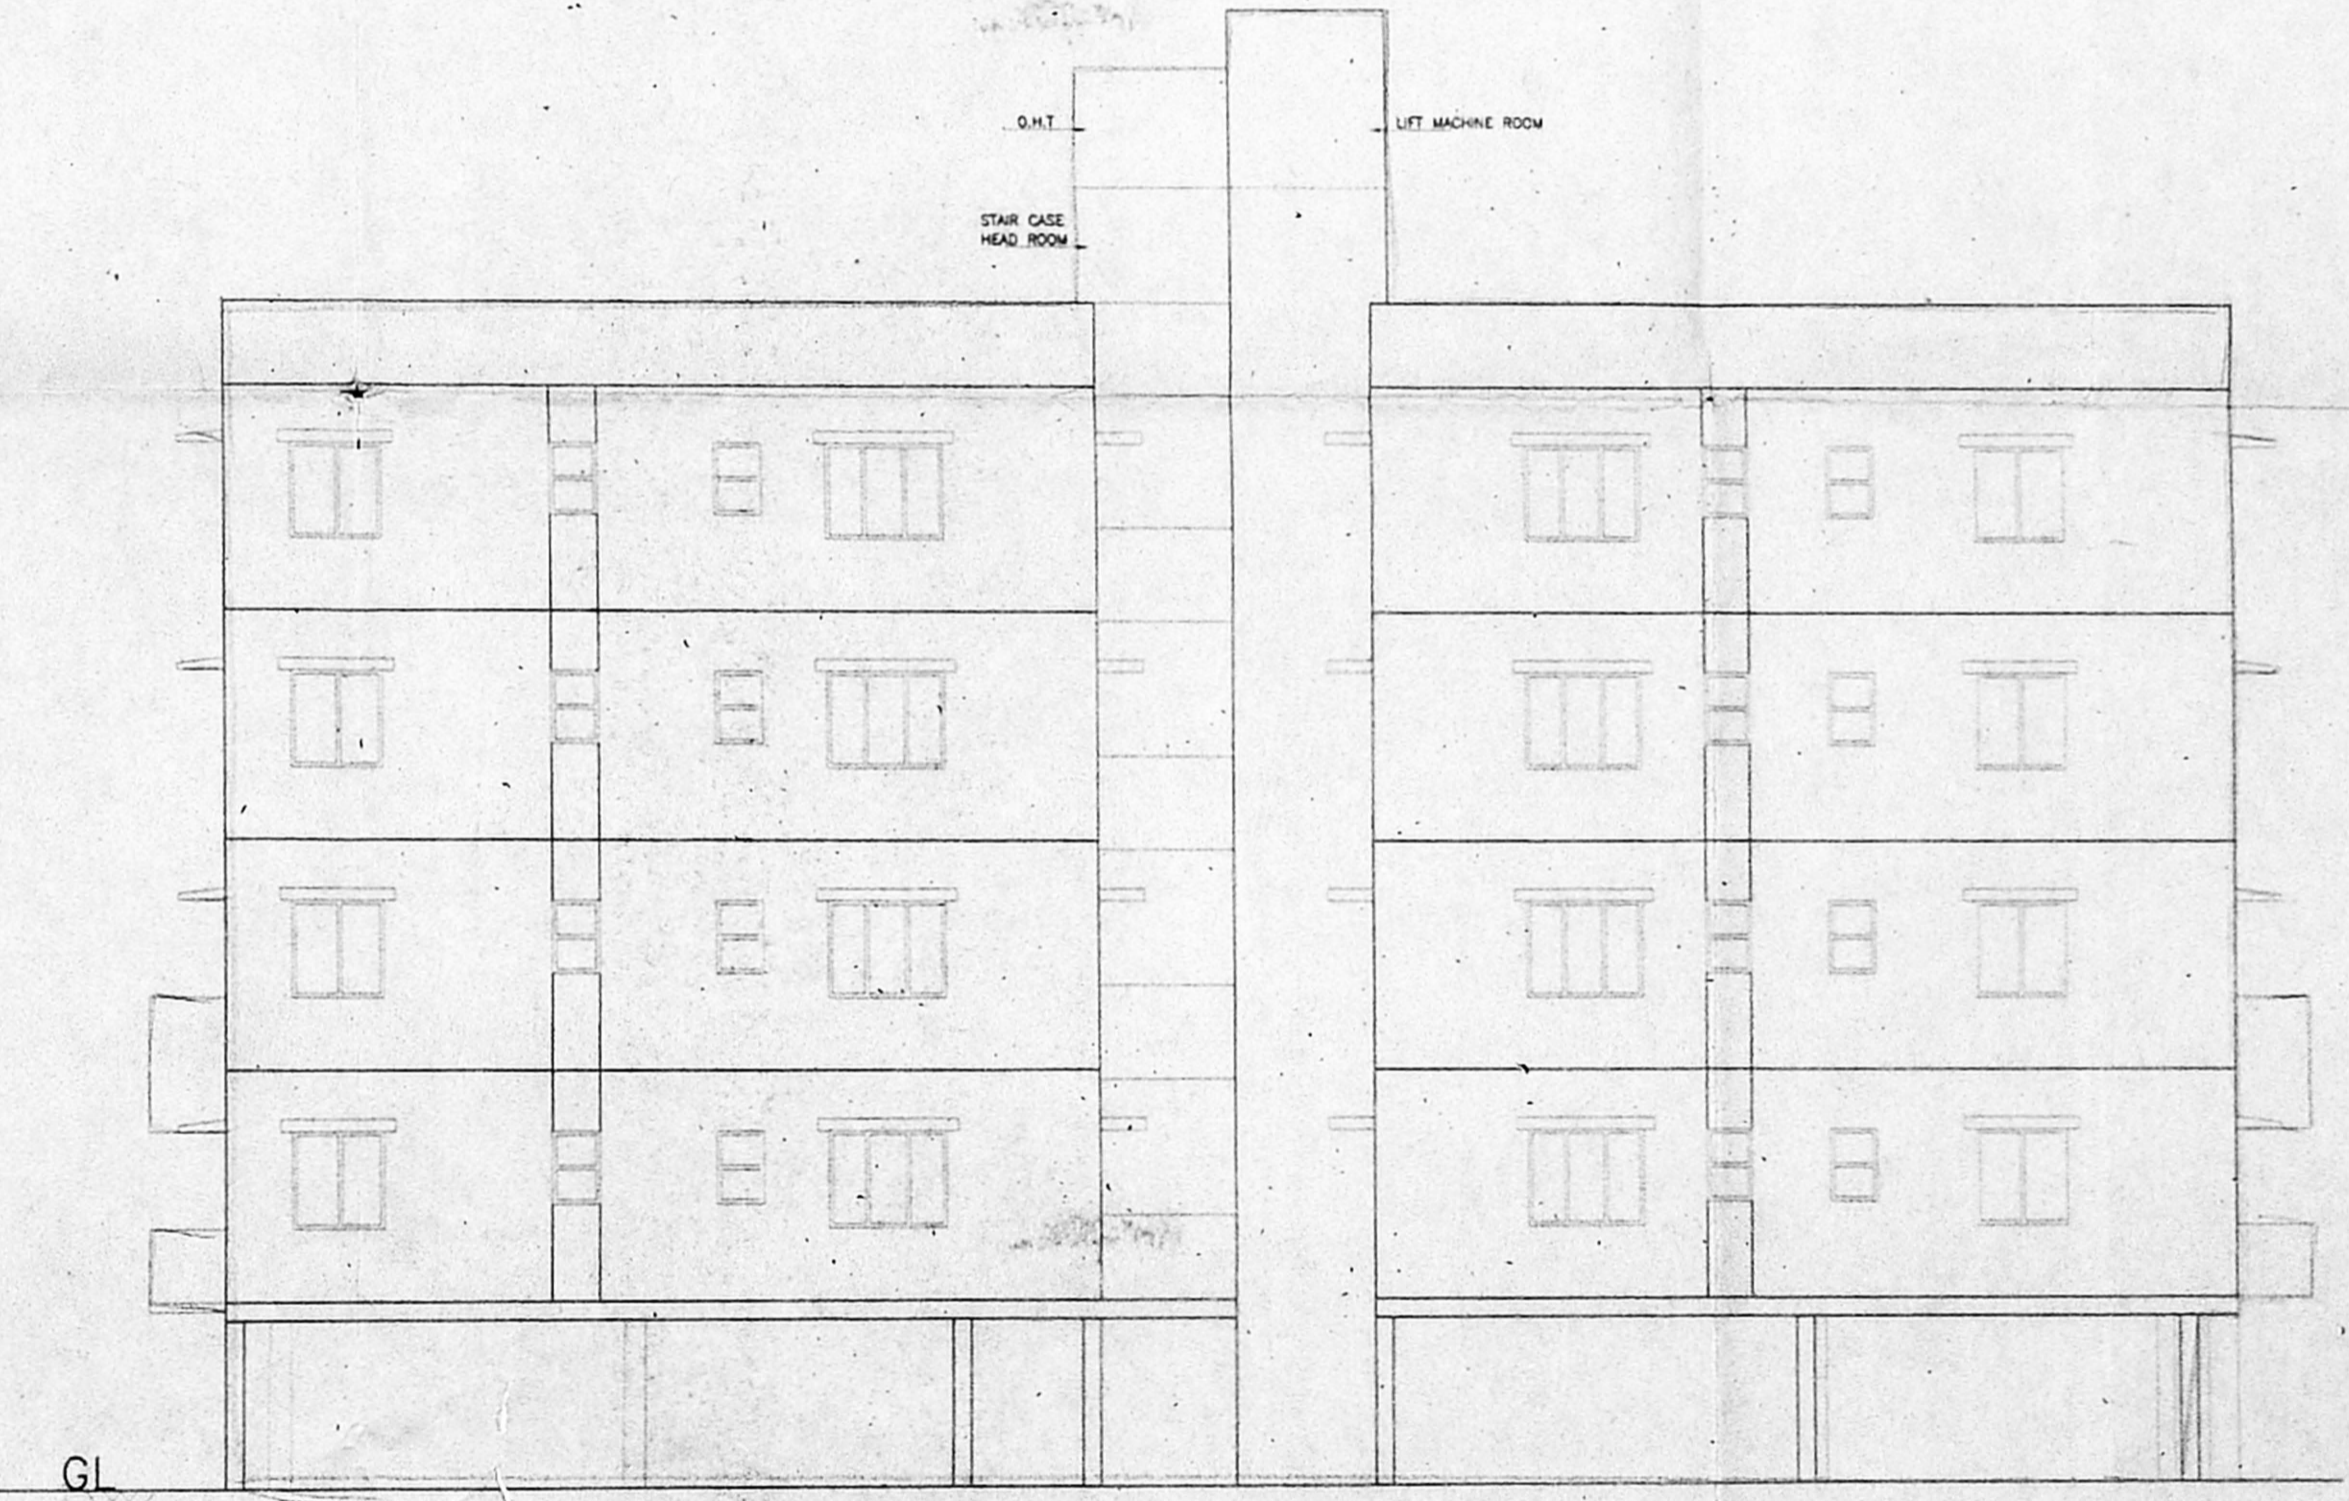 O.H.T
LIFT MACHINE ROOM
STAIR CASE
HEAD ROOM
GL